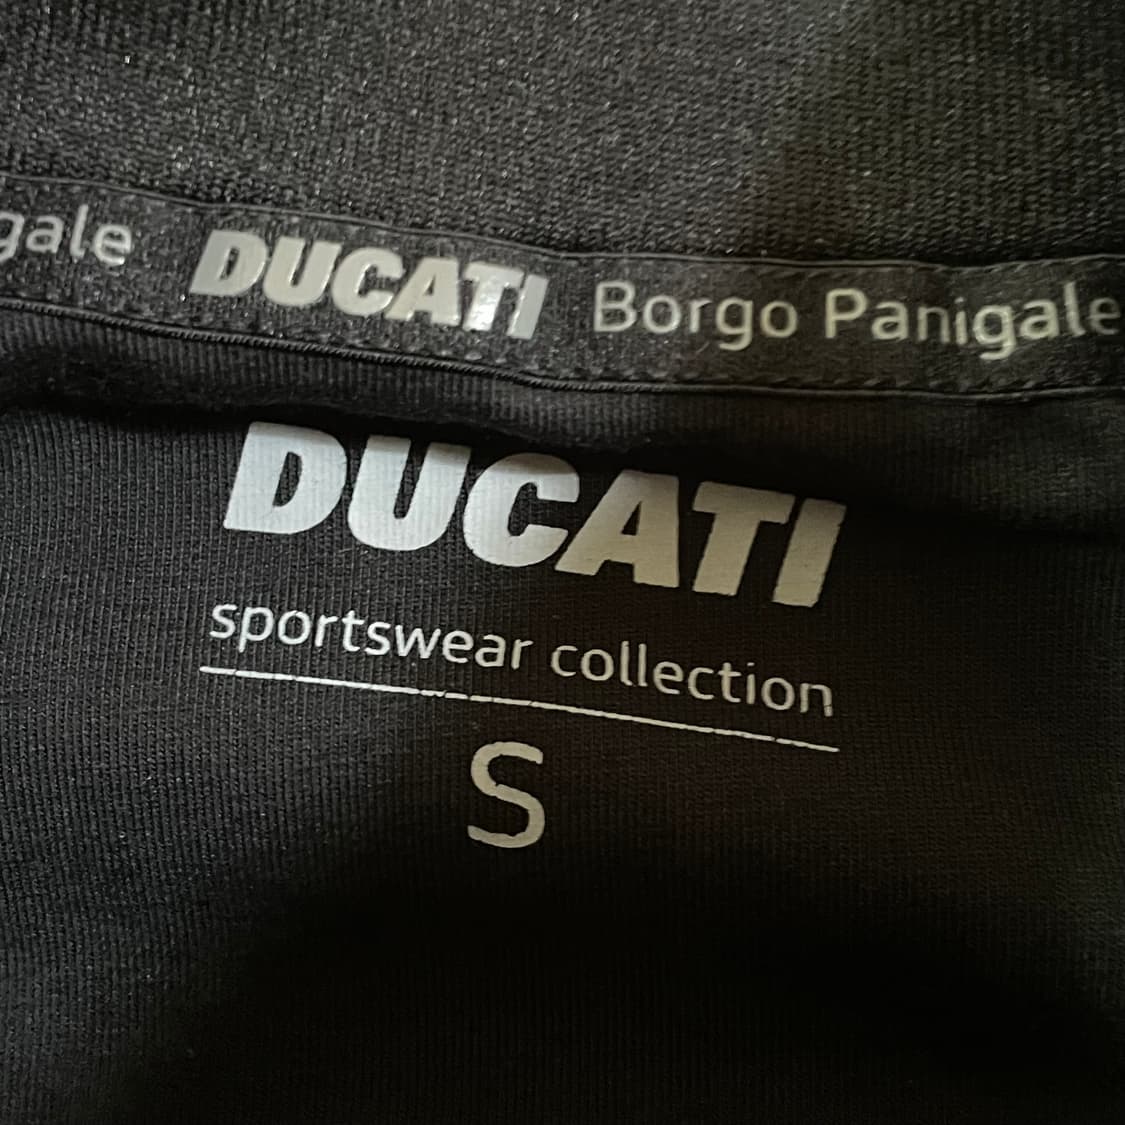 gale DUCATI Borgo Panigale
DUCATI
sportswear collection
S